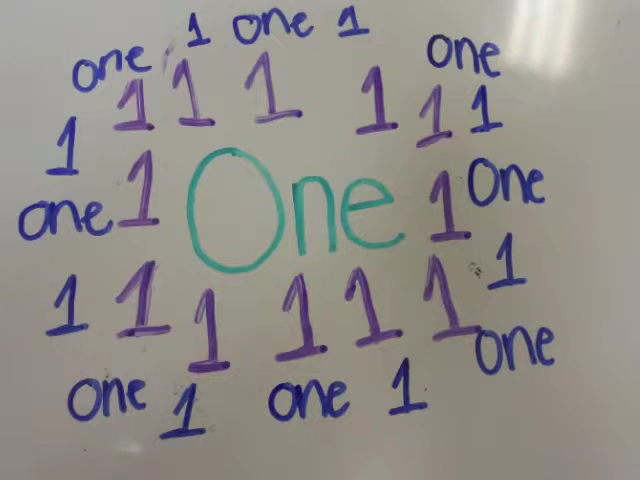 1 one 1
one one
1 1 1 1 1 1
1
one 1 One 1 One
1
1 1 1 1 1 1 1
one
one 1 one 1